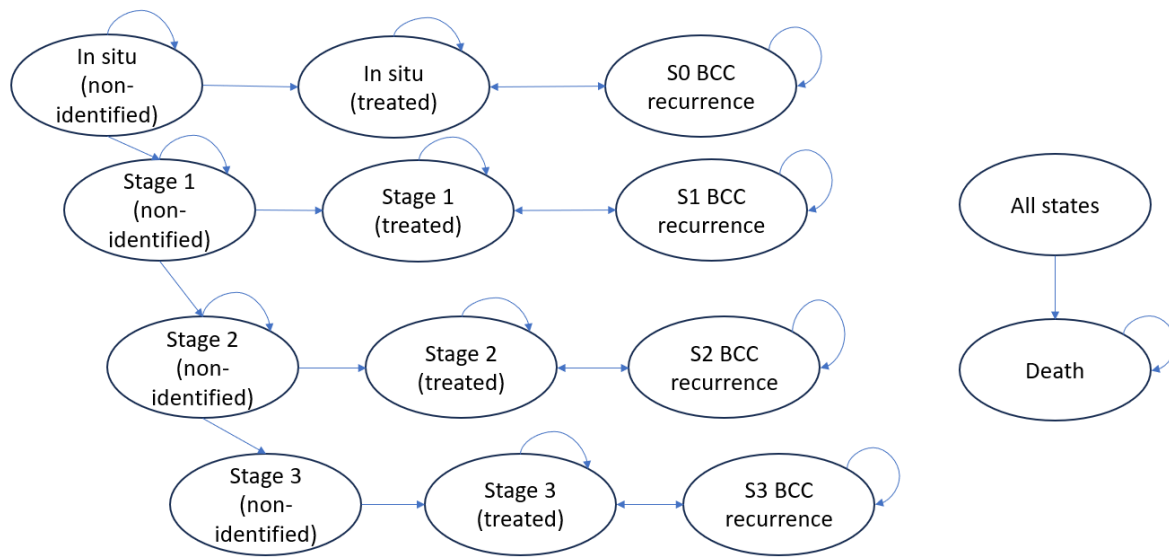 In situ
(non-
identified)
In situ
(treated)
S0 BCC
recurrence
Stage 1
(non-
identified)
Stage 1
(treated)
S1 BCC
recurrence
All states
Stage 2
(non-
identified)
Stage 2
(treated)
S2 BCC
recurrence
Death
Stage 3
(non-
identified)
Stage 3
(treated)
S3 BCC
recurrence